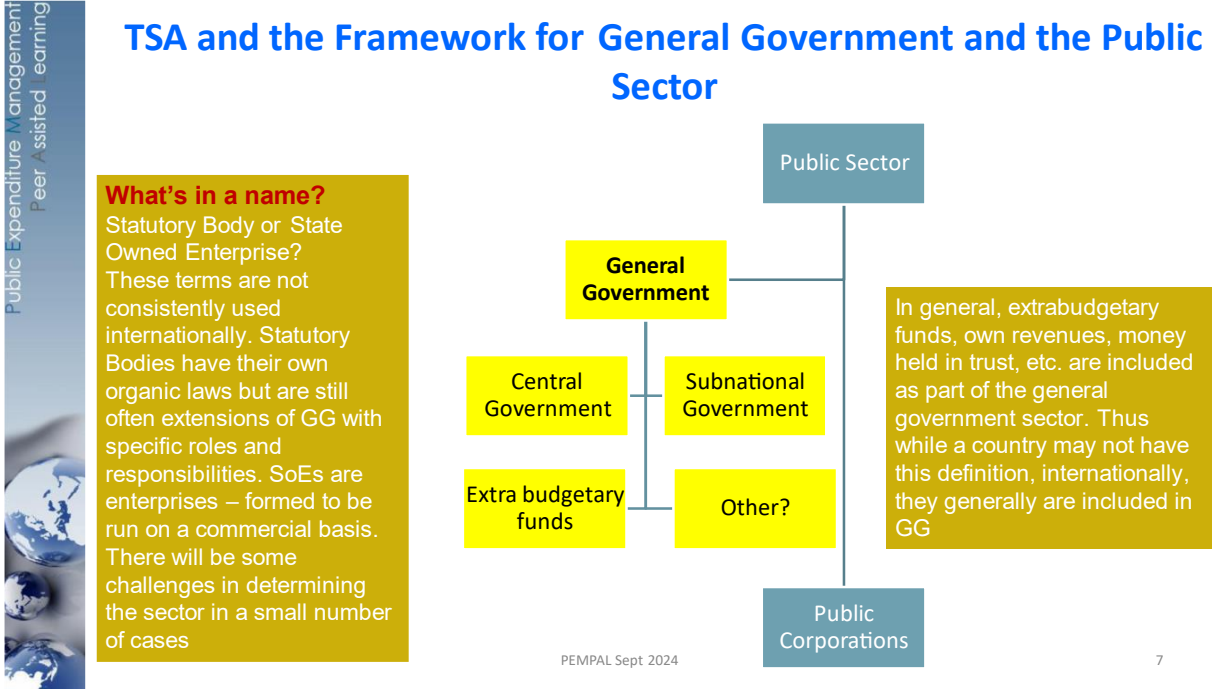 Public Expenditure Management
Peer Assisted Learning
TSA and the Framework for General Government and the Public
Sector
What’s in a name?
Statutory Body or State
Owned Enterprise?
These terms are not
consistently used
internationally. Statutory
Bodies have their own
organic laws but are still
often extensions of GG with
specific roles and
responsibilities. SoEs are
enterprises – formed to be
run on a commercial basis.
There will be some
challenges in determining
the sector in a small number
of cases
Public Sector
General
Government
Central
Government
Subnational
Government
Extra budgetary
funds
Other?
Public
Corporations
In general, extrabudgetary
funds, own revenues, money
held in trust, etc. are included
as part of the general
government sector. Thus
while a country may not have
this definition, internationally,
they generally are included in
GG
PEMPAL Sept 2024
7